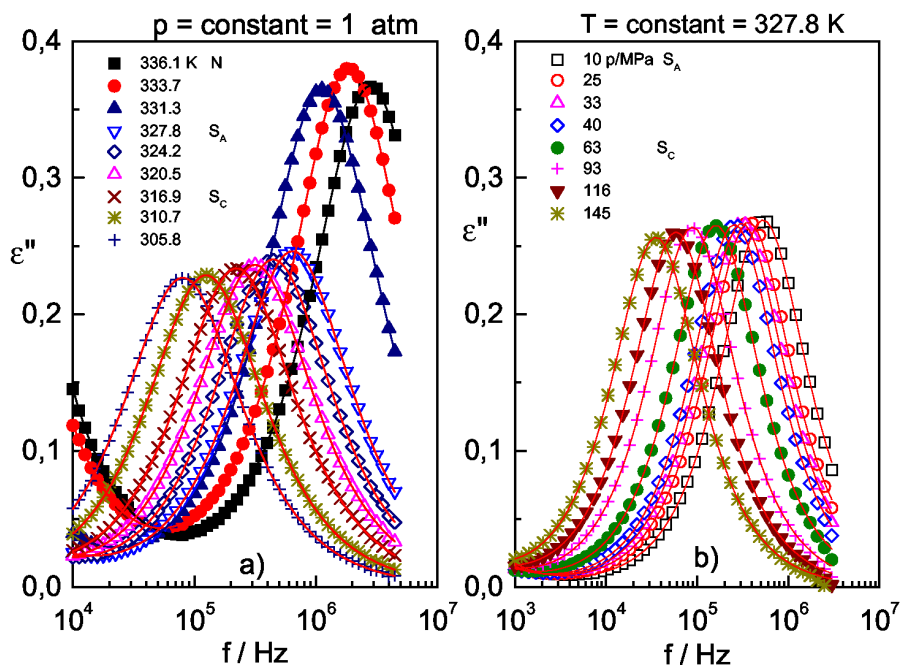 p = constant = 1 atm
0,4
0,3
0,2
0,1
0,0
ε"
336.1 K N
333.7
331.3
327.8 S_A
324.2
320.5
316.9 S_C
310.7
305.8
a)
10^4 10^5 10^6 10^7
f / Hz
T = constant = 327.8 K
0,4
0,3
0,2
0,1
0,0
ε"
10 p/MPa S_A
25
33
40
63 S_C
93
116
145
b)
10^3 10^4 10^5 10^6 10^7
f / Hz